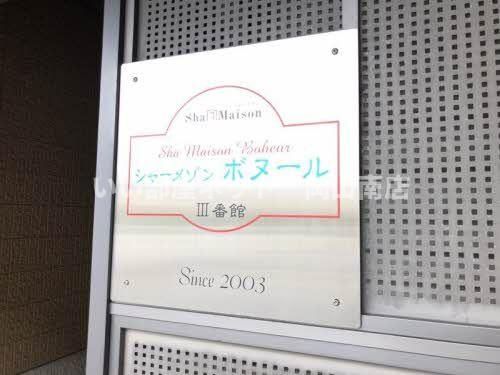 Sha Maison
Sha Maison Bohear
シャーメゾン ボヌール
Ⅲ番館
Since 2003